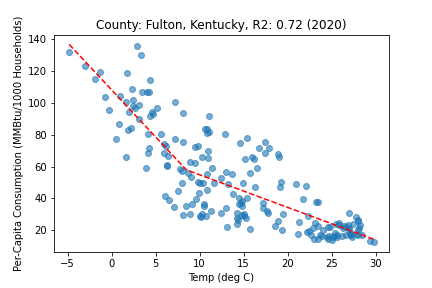 County: Fulton, Kentucky, R2: 0.72 (2020)
Per-Capita Consumption (MMBtu/1000 Households)
140
120
100
80
60
40
20
−5 0 5 10 15 20 25 30
Temp (deg C)